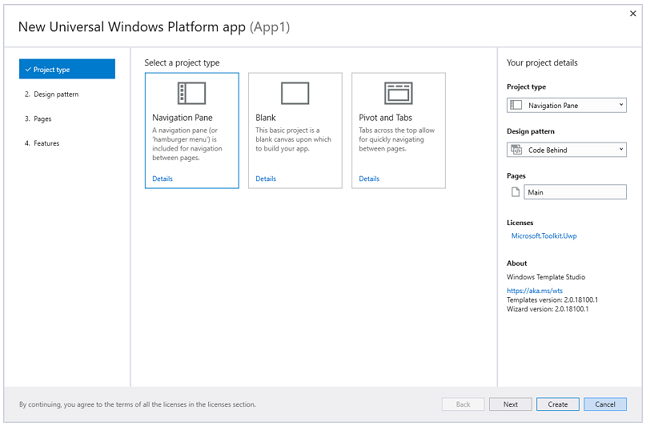 New Universal Windows Platform app (App1)
Project type
2. Design pattern
3. Pages
4. Features
Select a project type
Navigation Pane
A navigation pane (or
'hamburger menu') is
included for navigation
between pages.
Details
Blank
This basic project is a
blank canvas upon which
to build your app.
Details
Pivot and Tabs
Tabs across the top allow
for quickly navigating
between pages.
Details
Your project details
Project type
Navigation Pane
Design pattern
Code Behind
Pages
Main
Licenses
Microsoft.Toolkit.Uwp
About
Windows Template Studio
https://aka.ms/wts
Templates version: 2.0.18100.1
Wizard version: 2.0.18100.1
By continuing, you agree to the terms of all the licenses in the licenses section.
Back
Next
Create
Cancel